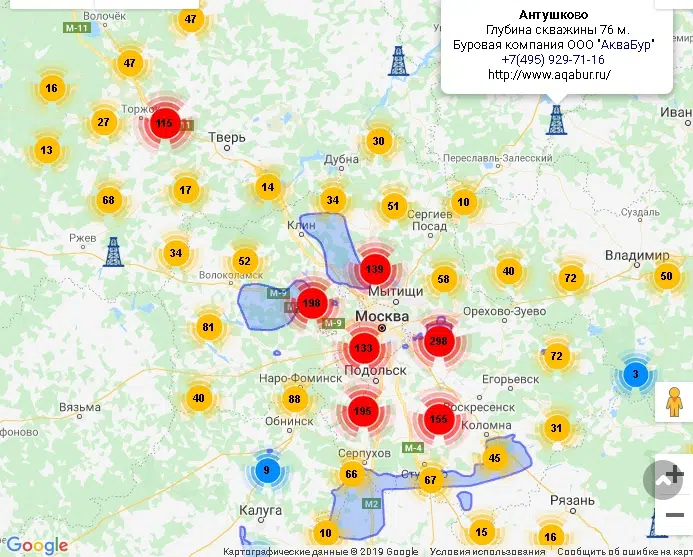 Волочёк
М-11
47
Антушково
Глубина скважины 76 м.
Буровая компания ООО "АкваБур"
+7(495) 929-71-16
http://www.aqabur.ru/
47
16
Торжок
27
115
11
Ивано
13
Тверь
30
Дубна
Переславль-Залесский
68
17
14
34
51
10
Сергиев
Посад
Суздаль
Клин
Ржев
34
52
Волоколамск
139
58
40
72
Владимир
50
М-9
198
Мытищи
81
М-9
Москва
298
Орехово-Зуево
133
72
Подольск
3
Наро-Фоминск
Егорьевск
40
88
Вязьма
195
155
Воскресенск
Обнинск
Коломна
31
фоново
М-4
45
9
Серпухов
66
Сту
67
М2
Рязань
Калуга
10
15
16
Google
Картографические данные © 2019 Google
Условия использования
Сообщить об ошибке на карт